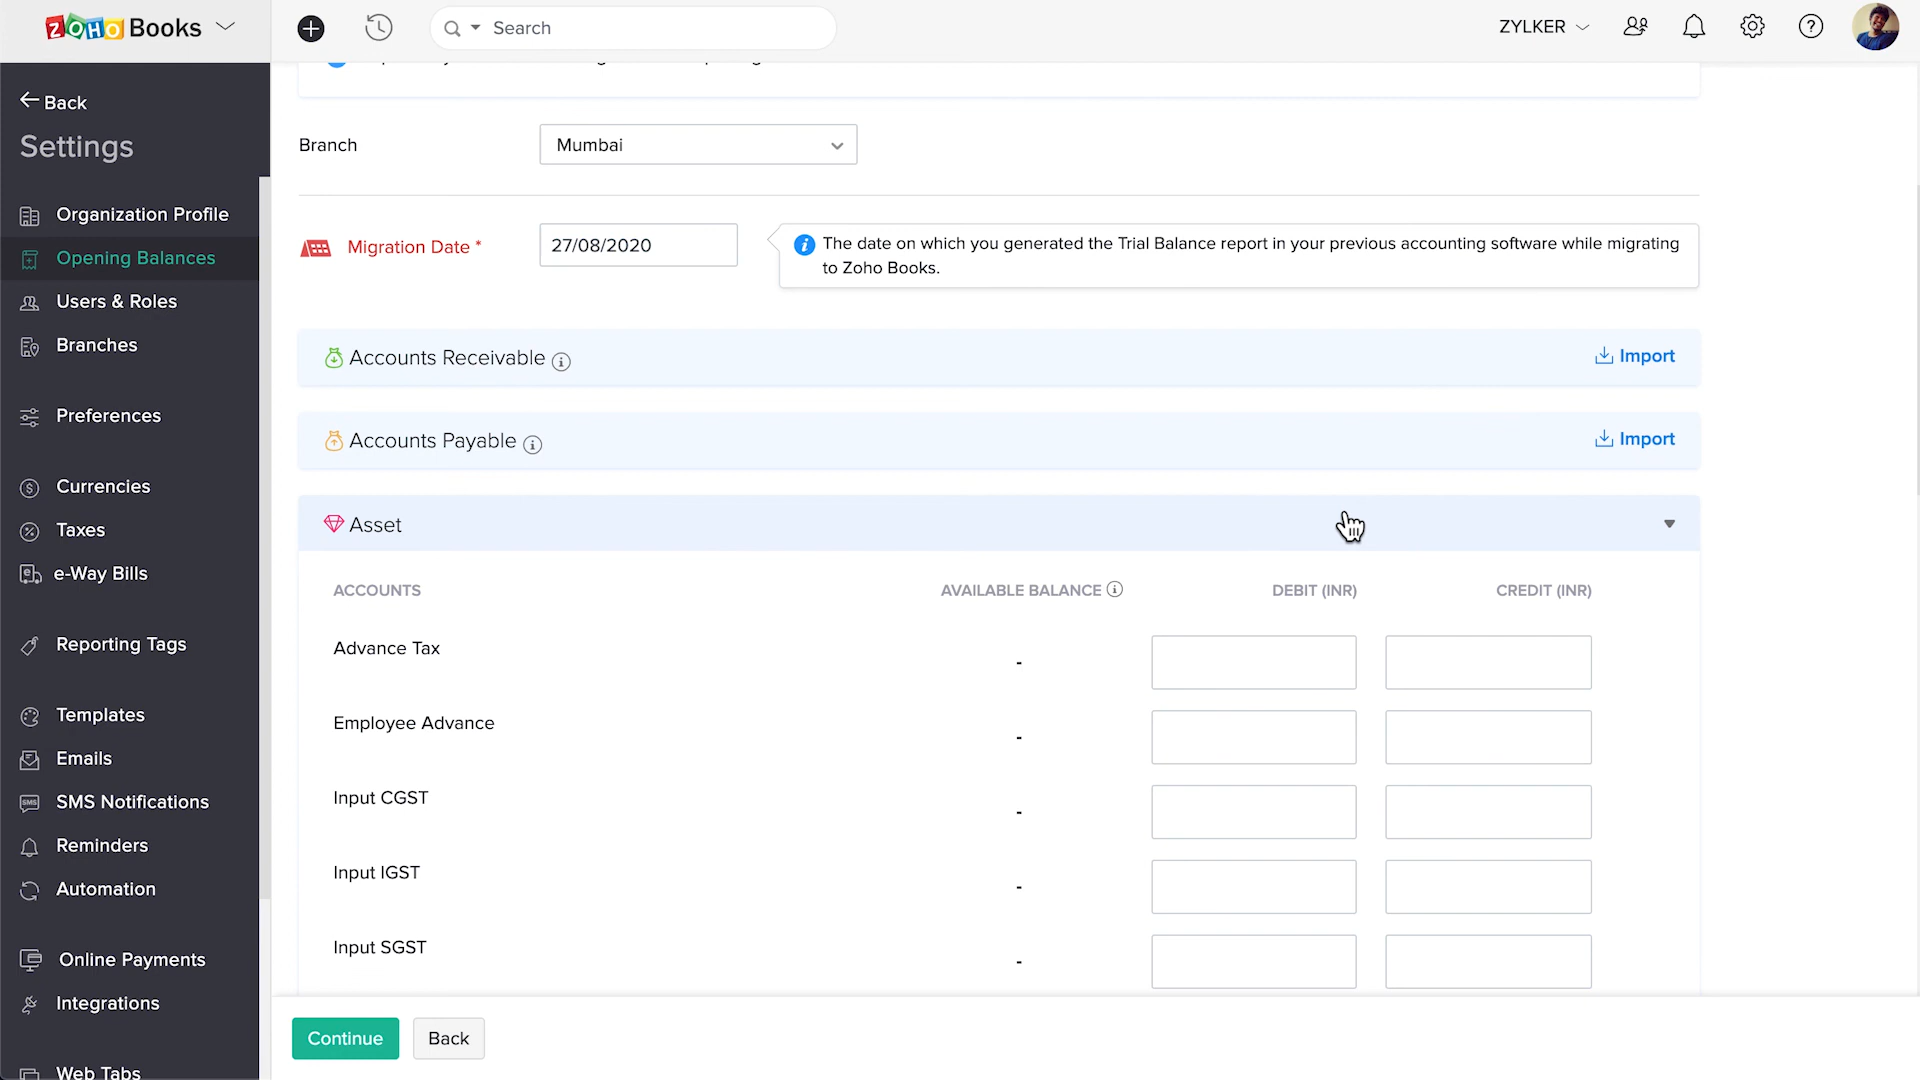 ZOHO Books
Search
ZYLKER
Back
Settings
Organization Profile
Opening Balances
Users & Roles
Branches
Preferences
Currencies
Taxes
e-Way Bills
Reporting Tags
Templates
Emails
SMS Notifications
Reminders
Automation
Online Payments
Integrations
Web Tabs
Branch
Mumbai
Migration Date *
27/08/2020
The date on which you generated the Trial Balance report in your previous accounting software while migrating
to Zoho Books.
Accounts Receivable
Import
Accounts Payable
Import
Asset
ACCOUNTS
AVAILABLE BALANCE
DEBIT (INR)
CREDIT (INR)
Advance Tax
-
Employee Advance
-
Input CGST
-
Input IGST
-
Input SGST
-
Continue
Back